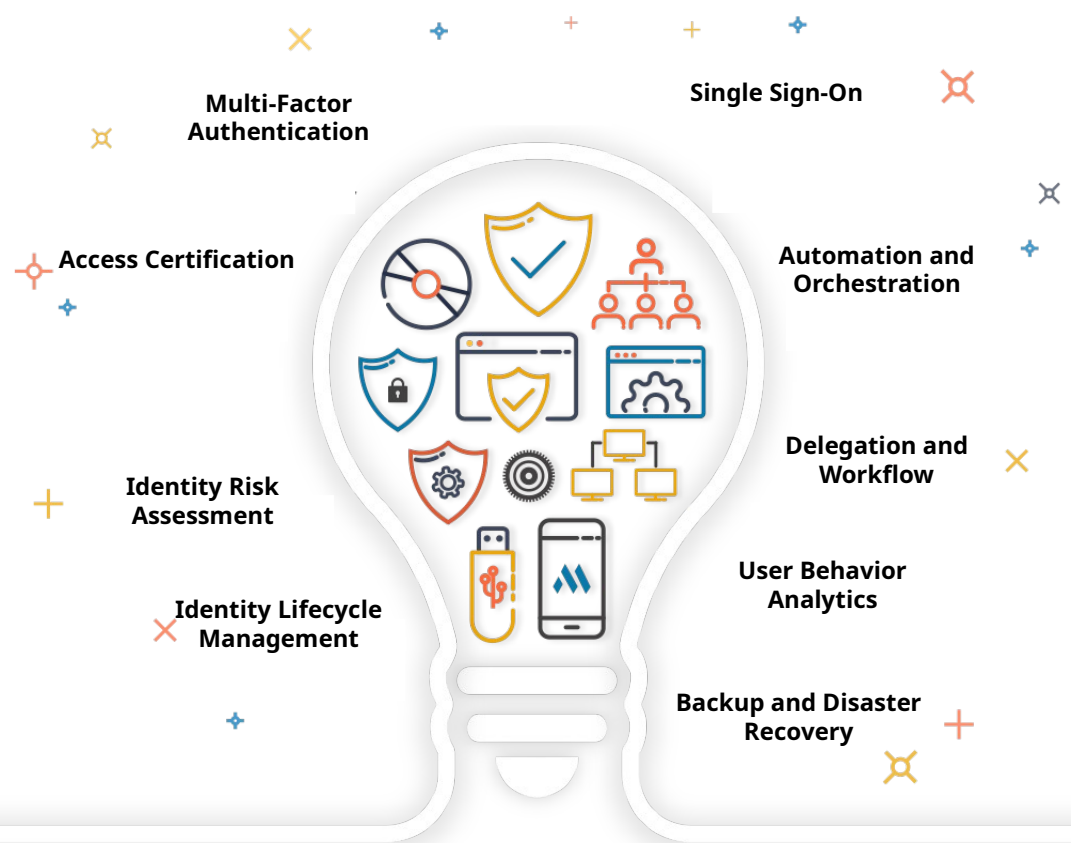 Multi-Factor
Authentication
Single Sign-On
Access Certification
Automation and
Orchestration
Delegation and
Workflow
Identity Risk
Assessment
User Behavior
Analytics
Identity Lifecycle
Management
Backup and Disaster
Recovery